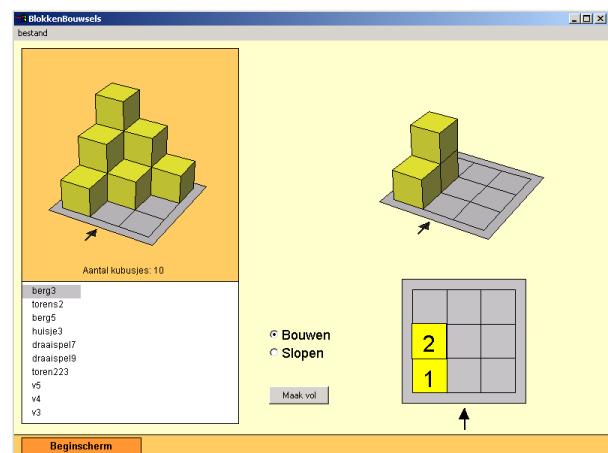 BlokkenBouwsels
bestand
Aantal kubusjes: 10
berg3
torens2
berg5
huisje3
draaispel7
draaispel9
toren223
v5
v4
v3
Bouwen
Slopen
Maak vol
2
1
Beginscherm